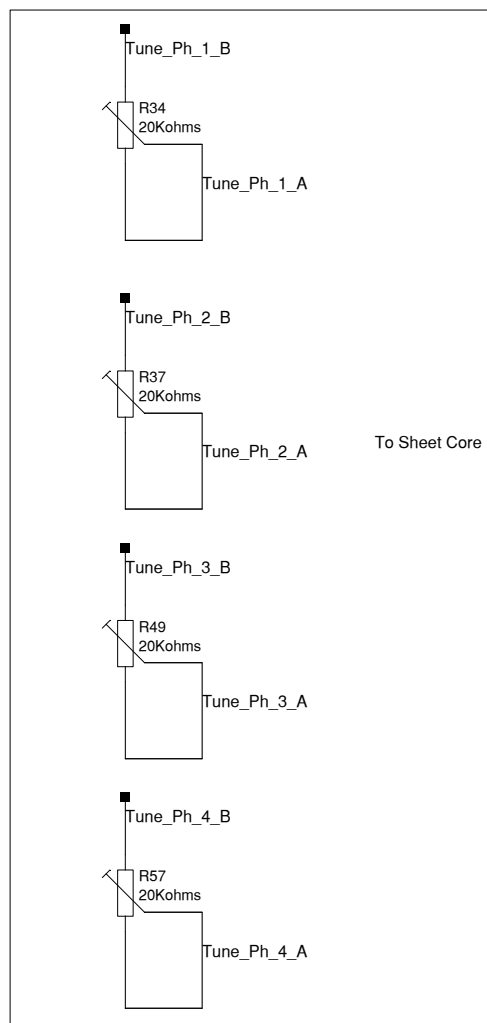 Tune_Ph_1_B
R34
20Kohms
Tune_Ph_1_A
Tune_Ph_2_B
R37
20Kohms
To Sheet Core
Tune_Ph_2_A
Tune_Ph_3_B
R49
20Kohms
Tune_Ph_3_A
Tune_Ph_4_B
R57
20Kohms
Tune_Ph_4_A